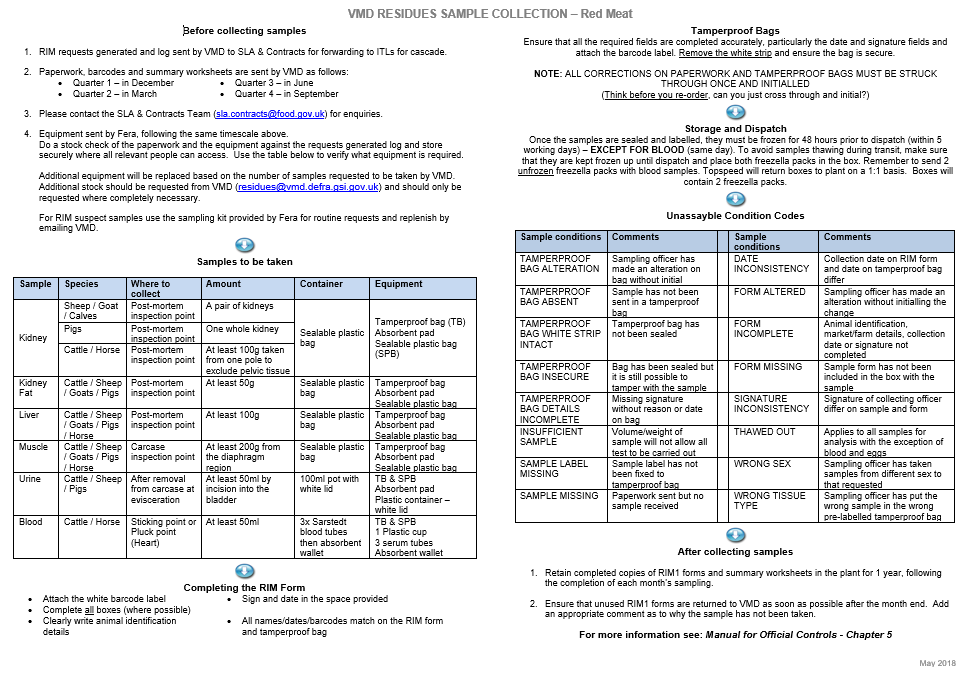 VMD RESIDUES SAMPLE COLLECTION – Red Meat
Before collecting samples
1. RIM requests generated and log sent by VMD to SLA & Contracts for forwarding to ITLs for cascade.
2. Paperwork, barcodes and summary worksheets are sent by VMD as follows:
• Quarter 1 – in December • Quarter 3 – in June
• Quarter 2 – in March • Quarter 4 – in September
3. Please contact the SLA & Contracts Team (sla.contracts@food.gov.uk) for enquiries.
4. Equipment sent by Fera, following the same timescale above.
Do a stock check of the paperwork and the equipment against the requests generated log and store
securely where all relevant people can access. Use the table below to verify what equipment is required.
Additional equipment will be replaced based on the number of samples requested to be taken by VMD.
Additional stock should be requested from VMD (residues@vmd.defra.gsi.gov.uk) and should only be
requested where completely necessary.
For RIM suspect samples use the sampling kit provided by Fera for routine requests and replenish by
emailing VMD.
Samples to be taken
Sample Species Where to collect Amount Container Equipment
Kidney
Sheep / Goat / Calves Post-mortem inspection point A pair of kidneys
Pigs Post-mortem inspection point One whole kidney
Cattle / Horse Post-mortem inspection point At least 100g taken from one pole to exclude pelvic tissue
Sealable plastic bag
Tamperproof bag (TB)
Absorbent pad
Sealable plastic bag
(SPB)
Kidney Fat Cattle / Sheep / Goats / Pigs Post-mortem inspection point At least 50g Sealable plastic bag Tamperproof bag Absorbent pad Sealable plastic bag
Liver Cattle / Sheep / Goats / Pigs / Horse Post-mortem inspection point At least 100g Sealable plastic bag Tamperproof bag Absorbent pad Sealable plastic bag
Muscle Cattle / Sheep / Goats / Pigs / Horse Carcase inspection point At least 200g from the diaphragm region Sealable plastic bag Tamperproof bag Absorbent pad Sealable plastic bag
Urine Cattle / Sheep / Pigs After removal from carcase at evisceration At least 50ml by incision into the bladder 100ml pot with white lid TB & SPB Absorbent pad Plastic container – white lid
Blood Cattle / Horse Sticking point or Pluck point (Heart) At least 50ml 3x Sarstedt blood tubes then absorbent wallet TB & SPB 1 Plastic cup 3 serum tubes Absorbent wallet
Completing the RIM Form
• Attach the white barcode label • Sign and date in the space provided
• Complete all boxes (where possible)
• Clearly write animal identification details • All names/dates/barcodes match on the RIM form and tamperproof bag
Tamperproof Bags
Ensure that all the required fields are completed accurately, particularly the date and signature fields and
attach the barcode label. Remove the white strip and ensure the bag is secure.
NOTE: ALL CORRECTIONS ON PAPERWORK AND TAMPERPROOF BAGS MUST BE STRUCK
THROUGH ONCE AND INITIALLED
(Think before you re-order, can you just cross through and initial?)
Storage and Dispatch
Once the samples are sealed and labelled, they must be frozen for 48 hours prior to dispatch (within 5
working days) – EXCEPT FOR BLOOD (same day). To avoid samples thawing during transit, make sure
that they are kept frozen up until dispatch and place both freezella packs in the box. Remember to send 2
unfrozen freezella packs with blood samples. Topspeed will return boxes to plant on a 1:1 basis. Boxes will
contain 2 freezella packs.
Unassayable Condition Codes
Sample conditions Comments Sample conditions Comments
TAMPERPROOF BAG ALTERATION Sampling officer has made an alteration on bag without initial DATE INCONSISTENCY Collection date on RIM form and date on tamperproof bag differ
TAMPERPROOF BAG ABSENT Sample has not been sent in a tamperproof bag FORM ALTERED Sampling officer has made an alteration without initialling the change
TAMPERPROOF BAG WHITE STRIP INTACT Tamperproof bag has not been sealed FORM INCOMPLETE Animal identification, market/farm details, collection date or signature not completed
TAMPERPROOF BAG INSECURE Bag has been sealed but it is still possible to tamper with the sample FORM MISSING Sample form has not been included in the box with the sample
TAMPERPROOF BAG DETAILS INCOMPLETE Missing signature without reason or date on bag SIGNATURE INCONSISTENCY Signature of collecting officer differ on sample and form
INSUFFICIENT SAMPLE Volume/weight of sample will not allow all test to be carried out THAWED OUT Applies to all samples for analysis with the exception of blood and eggs
SAMPLE LABEL MISSING Sample label has not been fixed to tamperproof bag WRONG SEX Sampling officer has taken samples from different sex to that requested
SAMPLE MISSING Paperwork sent but no sample received WRONG TISSUE TYPE Sampling officer has put the wrong sample in the wrong pre-labelled tamperproof bag
After collecting samples
1. Retain completed copies of RIM1 forms and summary worksheets in the plant for 1 year, following
the completion of each month's sampling.
2. Ensure that unused RIM1 forms are returned to VMD as soon as possible after the month end. Add
an appropriate comment as to why the sample has not been taken.
For more information see: Manual for Official Controls - Chapter 5
May 2018